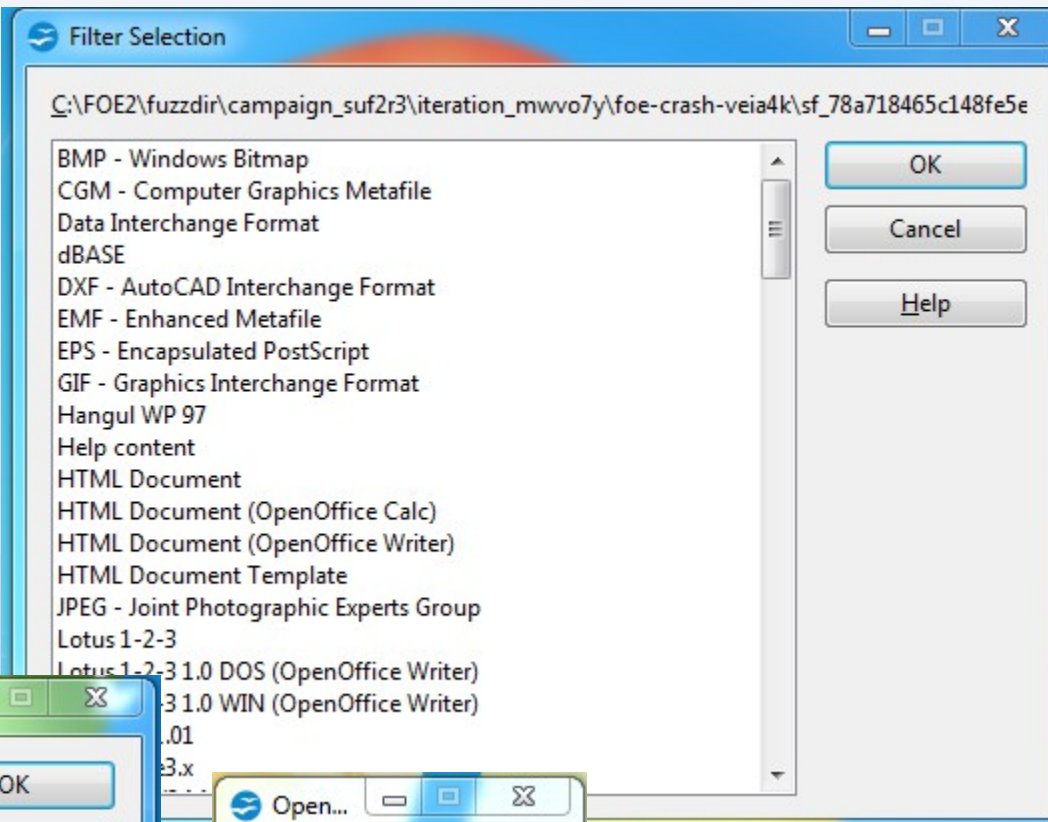 Filter Selection
C:\FOE2\fuzzdir\campaign_suf2r3\iteration_mwvo7y\foe-crash-veia4k\sf_78a718465c148fe5e
BMP - Windows Bitmap
CGM - Computer Graphics Metafile
Data Interchange Format
dBASE
DXF - AutoCAD Interchange Format
EMF - Enhanced Metafile
EPS - Encapsulated PostScript
GIF - Graphics Interchange Format
Hangul WP 97
Help content
HTML Document
HTML Document (OpenOffice Calc)
HTML Document (OpenOffice Writer)
HTML Document Template
JPEG - Joint Photographic Experts Group
Lotus 1-2-3
Lotus 1-2-3 1.0 DOS (OpenOffice Writer)
-3 1.0 WIN (OpenOffice Writer)
.01
3.x
OK
Cancel
Help
OK
Open...